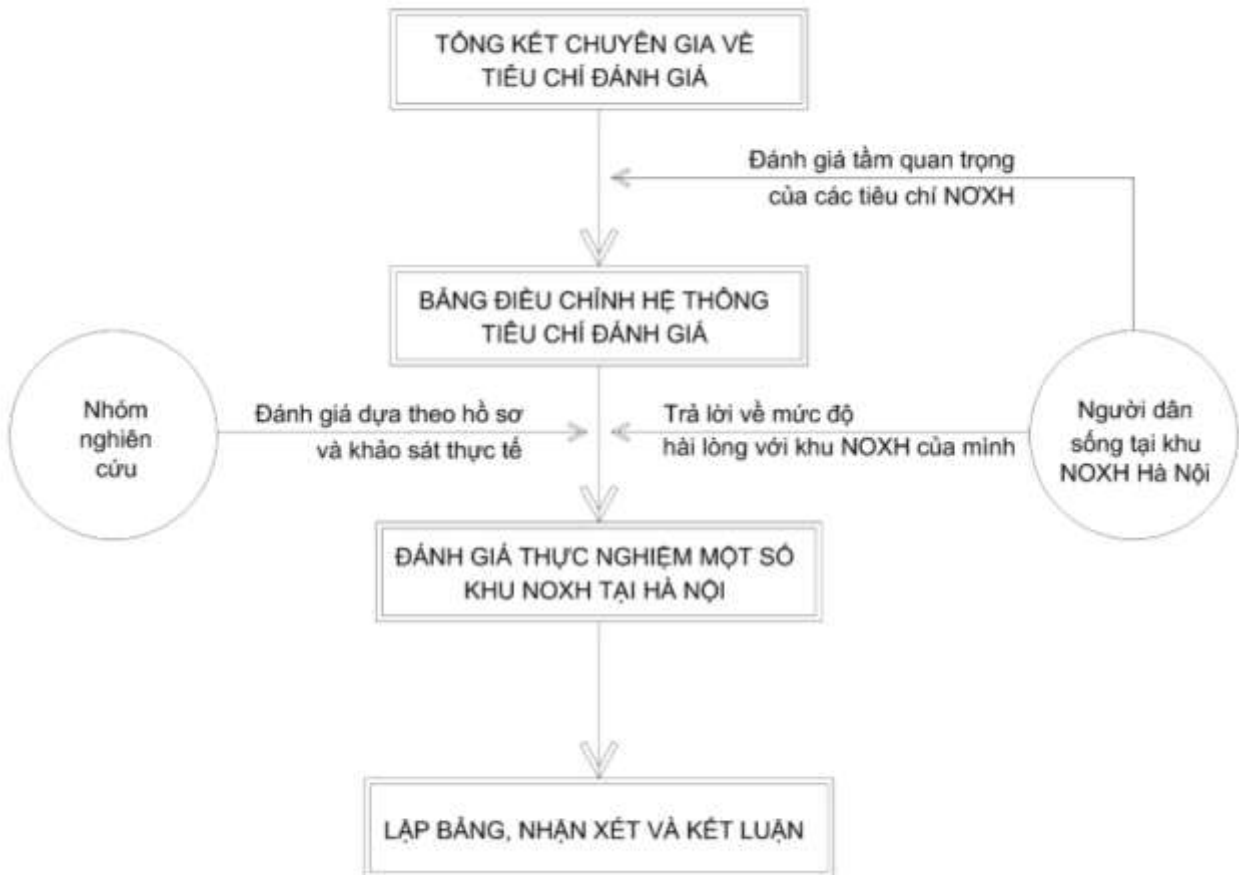 TỔNG KẾT CHUYÊN GIA VỀ
TIÊU CHÍ ĐÁNH GIÁ
Đánh giá tầm quan trọng
của các tiêu chí NƠXH
BẢNG ĐIỀU CHỈNH HỆ THỐNG
TIÊU CHÍ ĐÁNH GIÁ
Nhóm
nghiên
cứu
Đánh giá dựa theo hồ sơ
và khảo sát thực tế
Trả lời về mức độ
hài lòng với khu NOXH của mình
Người dân
sống tại khu
NOXH Hà Nội
ĐÁNH GIÁ THỰC NGHIỆM MỘT SỐ
KHU NOXH TẠI HÀ NỘI
LẬP BẢNG, NHẬN XÉT VÀ KẾT LUẬN